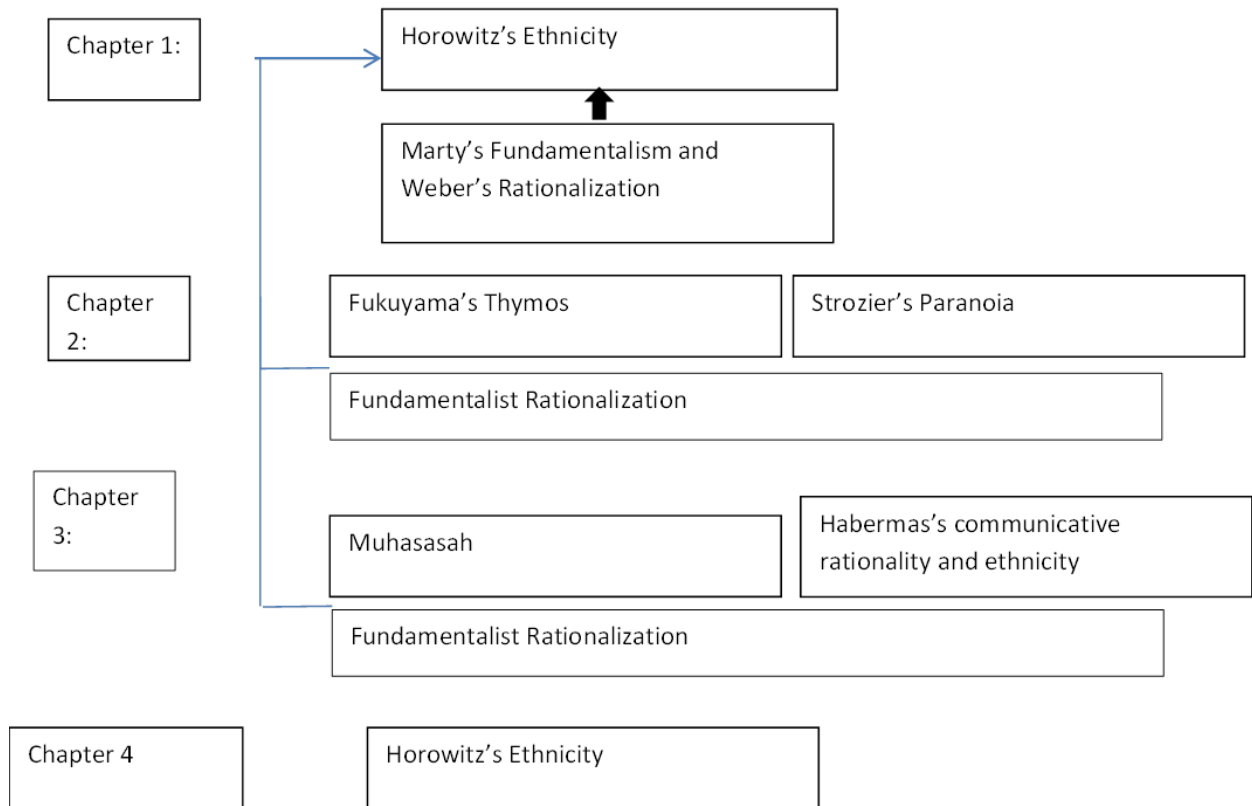 Chapter 1:
Horowitz’s Ethnicity
Marty’s Fundamentalism and
Weber’s Rationalization
Chapter
2:
Fukuyama’s Thymos
Strozier’s Paranoia
Fundamentalist Rationalization
Chapter
3:
Muhasasah
Habermas’s communicative
rationality and ethnicity
Fundamentalist Rationalization
Chapter 4
Horowitz’s Ethnicity